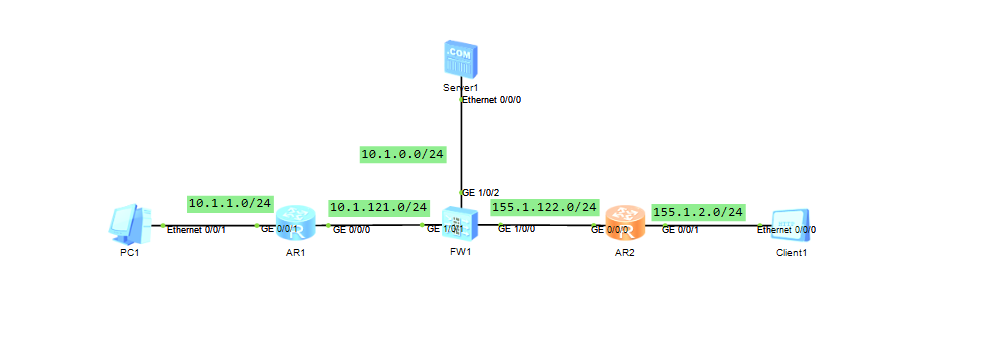 .COM
Server1
Ethernet 0/0/0
10.1.0.0/24
GE 1/0/2
10.1.1.0/24
10.1.121.0/24
155.1.122.0/24
155.1.2.0/24
Ethernet 0/0/1
GE 0/0/1
GE 0/0/0
GE 1/0/1
GE 1/0/0
GE 0/0/0
GE 0/0/1
Ethernet 0/0/0
R
R
PC1
AR1
FW1
AR2
Client1